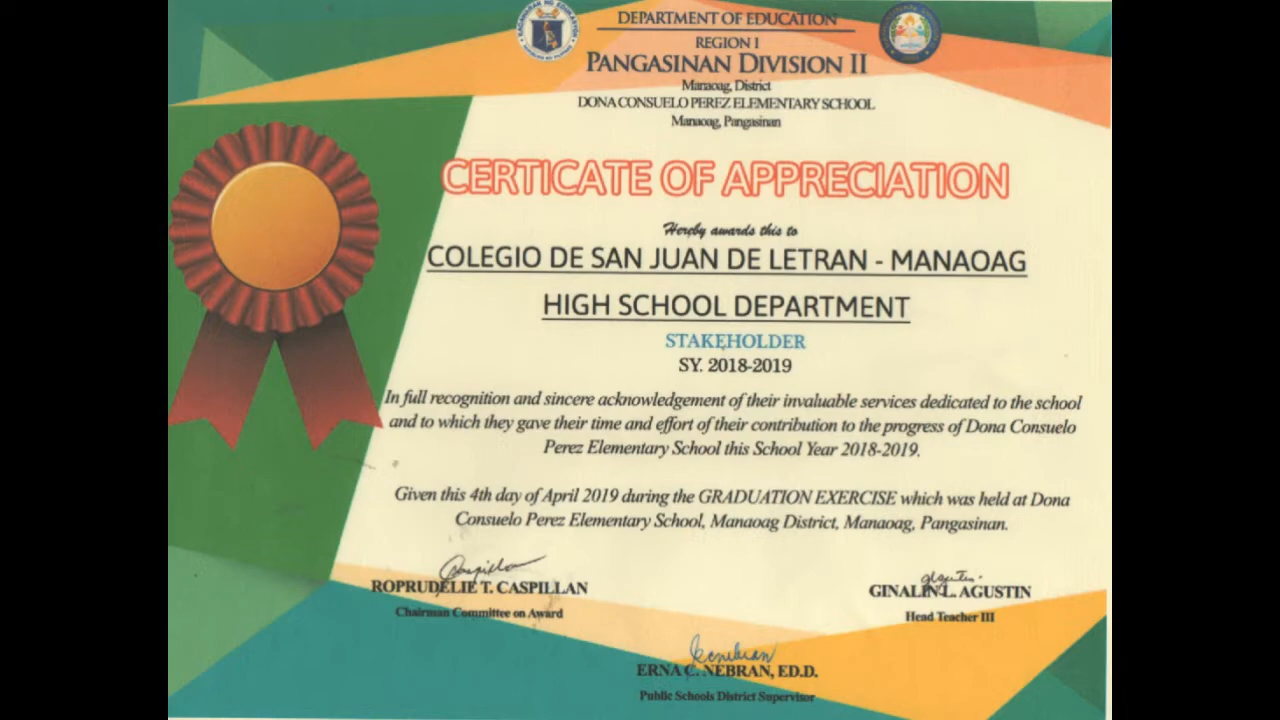 DEPARTMENT OF EDUCATION
REGION I
PANGASINAN DIVISION II
Manaoag, District
DONA CONSUELO PEREZ ELEMENTARY SCHOOL
Manaoag, Pangasinan
CERTICATE OF APPRECIATION
Hereby awards this to
COLEGIO DE SAN JUAN DE LETRAN - MANAOAG
HIGH SCHOOL DEPARTMENT
STAKEHOLDER
SY. 2018-2019
In full recognition and sincere acknowledgement of their invaluable services dedicated to the school
and to which they gave their time and effort of their contribution to the progress of Dona Consuelo
Perez Elementary School this School Year 2018-2019.
Given this 4th day of April 2019 during the GRADUATION EXERCISE which was held at Dona
Consuelo Perez Elementary School, Manaoag District, Manaoag, Pangasinan.
ROPRUDELIE T. CASPILLAN
Chairman Committee on Award
GINALIN L. AGUSTIN
Head Teacher III
ERNA C. NEBRAN, ED.D.
Public Schools District Supervisor